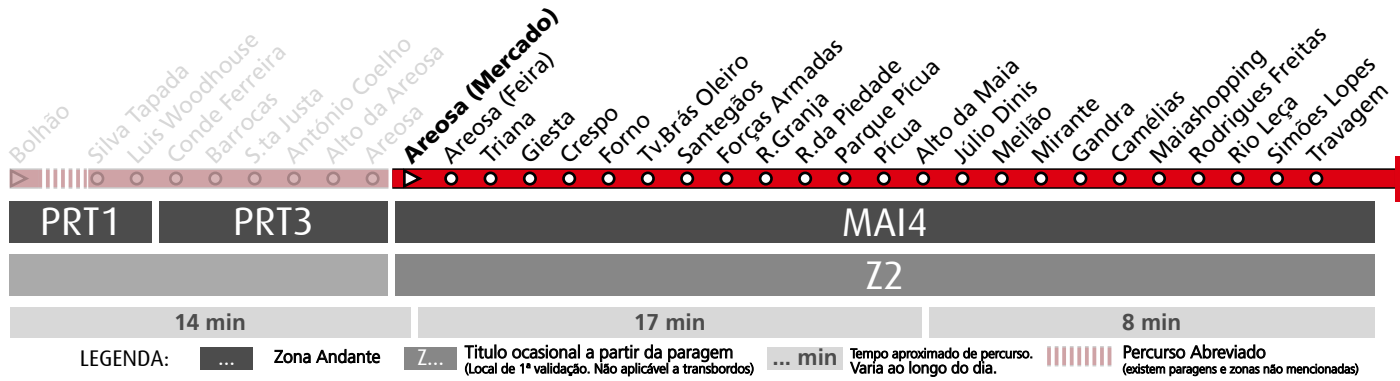 Bolhão
Silva Tapada
Luis Woodhouse
Conde Ferreira
Barrocas
S.ta Justa
António Coelho
Alto da Areosa
Areosa
Areosa (Mercado)
Areosa (Feira)
Triana
Giesta
Crespo
Forno
Tv.Brás Oleiro
Santegãos
Forças Armadas
R.Granja
R.da Piedade
Parque Pícua
Pícua
Alto da Maia
Júlio Dinis
Meilão
Mirante
Gandra
Camélias
Maiashopping
Rodrigues Freitas
Rio Leça
Simões Lopes
Travagem
PRT1 PRT3 MAI4
Z2
14 min 17 min 8 min
LEGENDA: ... Zona Andante Z... Titulo ocasional a partir da paragem ... min Tempo aproximado de percurso. Percurso Abreviado
(Local de 1ª validação. Não aplicável a transbordos) Varia ao longo do dia. (existem paragens e zonas não mencionadas)